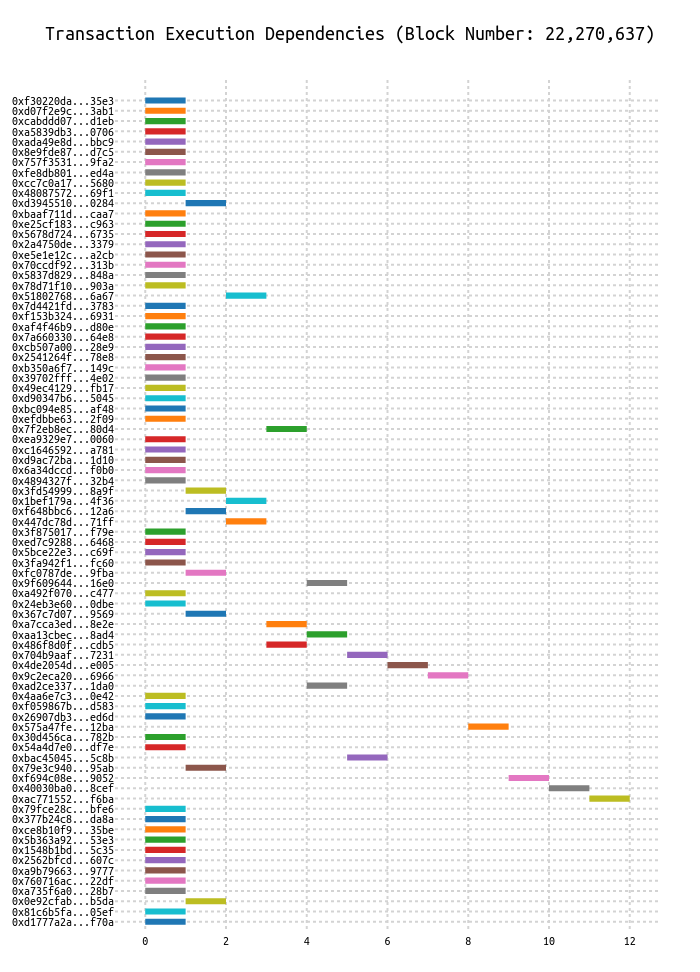 Transaction Execution Dependencies (Block Number: 22,270,637)
0xf30220da...35e3
0xd07f2e9c...3ab1
0xcabddd07...d1eb
0xa5839db3...0706
0xada49e8d...bbc9
0x8e9fde87...d7c5
0x757f3531...9fa2
0xfe8db801...ed4a
0xcc7c0a17...5680
0x48087572...69f1
0xd3945510...0284
0xbaaf711d...caa7
0xe25cf183...c963
0x5678d724...6735
0x2a4750de...3379
0xe5e1e12c...a2cb
0x70ccdf92...313b
0x5837d829...848a
0x78d71f10...903a
0x51802768...6a67
0x7d4421fd...3783
0xf153b324...6931
0xaf4f46b9...d80e
0x7a660330...64e8
0xcb507a00...28e9
0x2541264f...78e8
0xb350a6f7...149c
0x39702fff...4e02
0x49ec4129...fb17
0xd90347b6...5045
0xbc094e85...af48
0xefdbbe63...2f09
0x7f2eb8ec...80d4
0xea9329e7...0060
0xc1646592...a781
0xd9ac72ba...1d10
0x6a34dccd...f0b0
0x4894327f...32b4
0x3fd54999...8a9f
0x1bef179a...4f36
0xf648bbc6...12a6
0x447dc78d...71ff
0x3f875017...f79e
0xed7c9288...6468
0x5bce22e3...c69f
0x3fa942f1...fc60
0xfc0787de...9fba
0x9f609644...16e0
0xa492f070...c477
0x24eb3e60...0dbe
0x367c7d07...9569
0xa7cca3ed...8e2e
0xaa13cbec...8ad4
0x486f8d0f...cdb5
0x704b9aaf...7231
0x4de2054d...e005
0x9c2eca20...6966
0xad2ce337...1da0
0x4aa6e7c3...0e42
0xf059867b...d583
0x26907db3...ed6d
0x575a47fe...12ba
0x30d456ca...782b
0x54a4d7e0...df7e
0xbac45045...5c8b
0x79e3c940...95ab
0xf694c08e...9052
0x40030ba0...8cef
0xac771552...f6ba
0x79fce28c...bfe6
0x377b24c8...da8a
0xce8b10f9...35be
0x5b363a92...53e3
0x1548b1bd...5c35
0x2562bfcd...607c
0xa9b79663...9777
0x760716ac...22df
0xa735f6a0...28b7
0x0e92cfab...b5da
0x81c6b5fa...05ef
0xd1777a2a...f70a
0 2 4 6 8 10 12